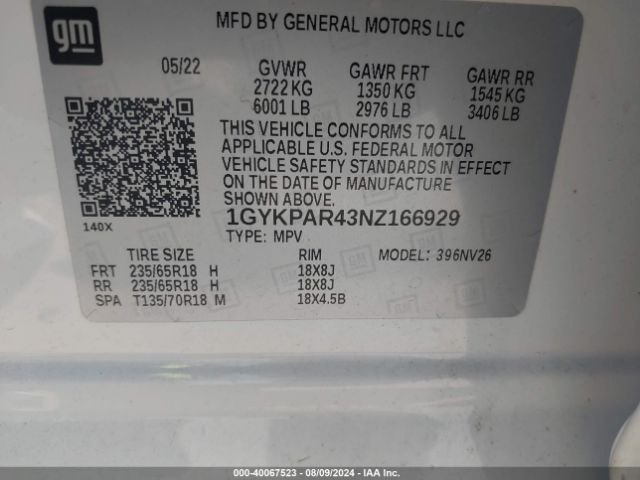 gm
MFD BY GENERAL MOTORS LLC
05/22 GVWR GAWR FRT GAWR RR
2722 KG 1350 KG 1545 KG
6001 LB 2976 LB 3406 LB
THIS VEHICLE CONFORMS TO ALL
APPLICABLE U.S. FEDERAL MOTOR
VEHICLE SAFETY STANDARDS IN EFFECT
ON THE DATE OF MANUFACTURE
SHOWN ABOVE.
140X
1GYKPAR43NZ166929
TYPE: MPV MODEL: 396NV26
TIRE SIZE RIM
FRT 235/65R18 H 18X8J
RR 235/65R18 H 18X8J
SPA T135/70R18 M 18X4.5B
000-40067523 - 08/09/2024 - IAA Inc.